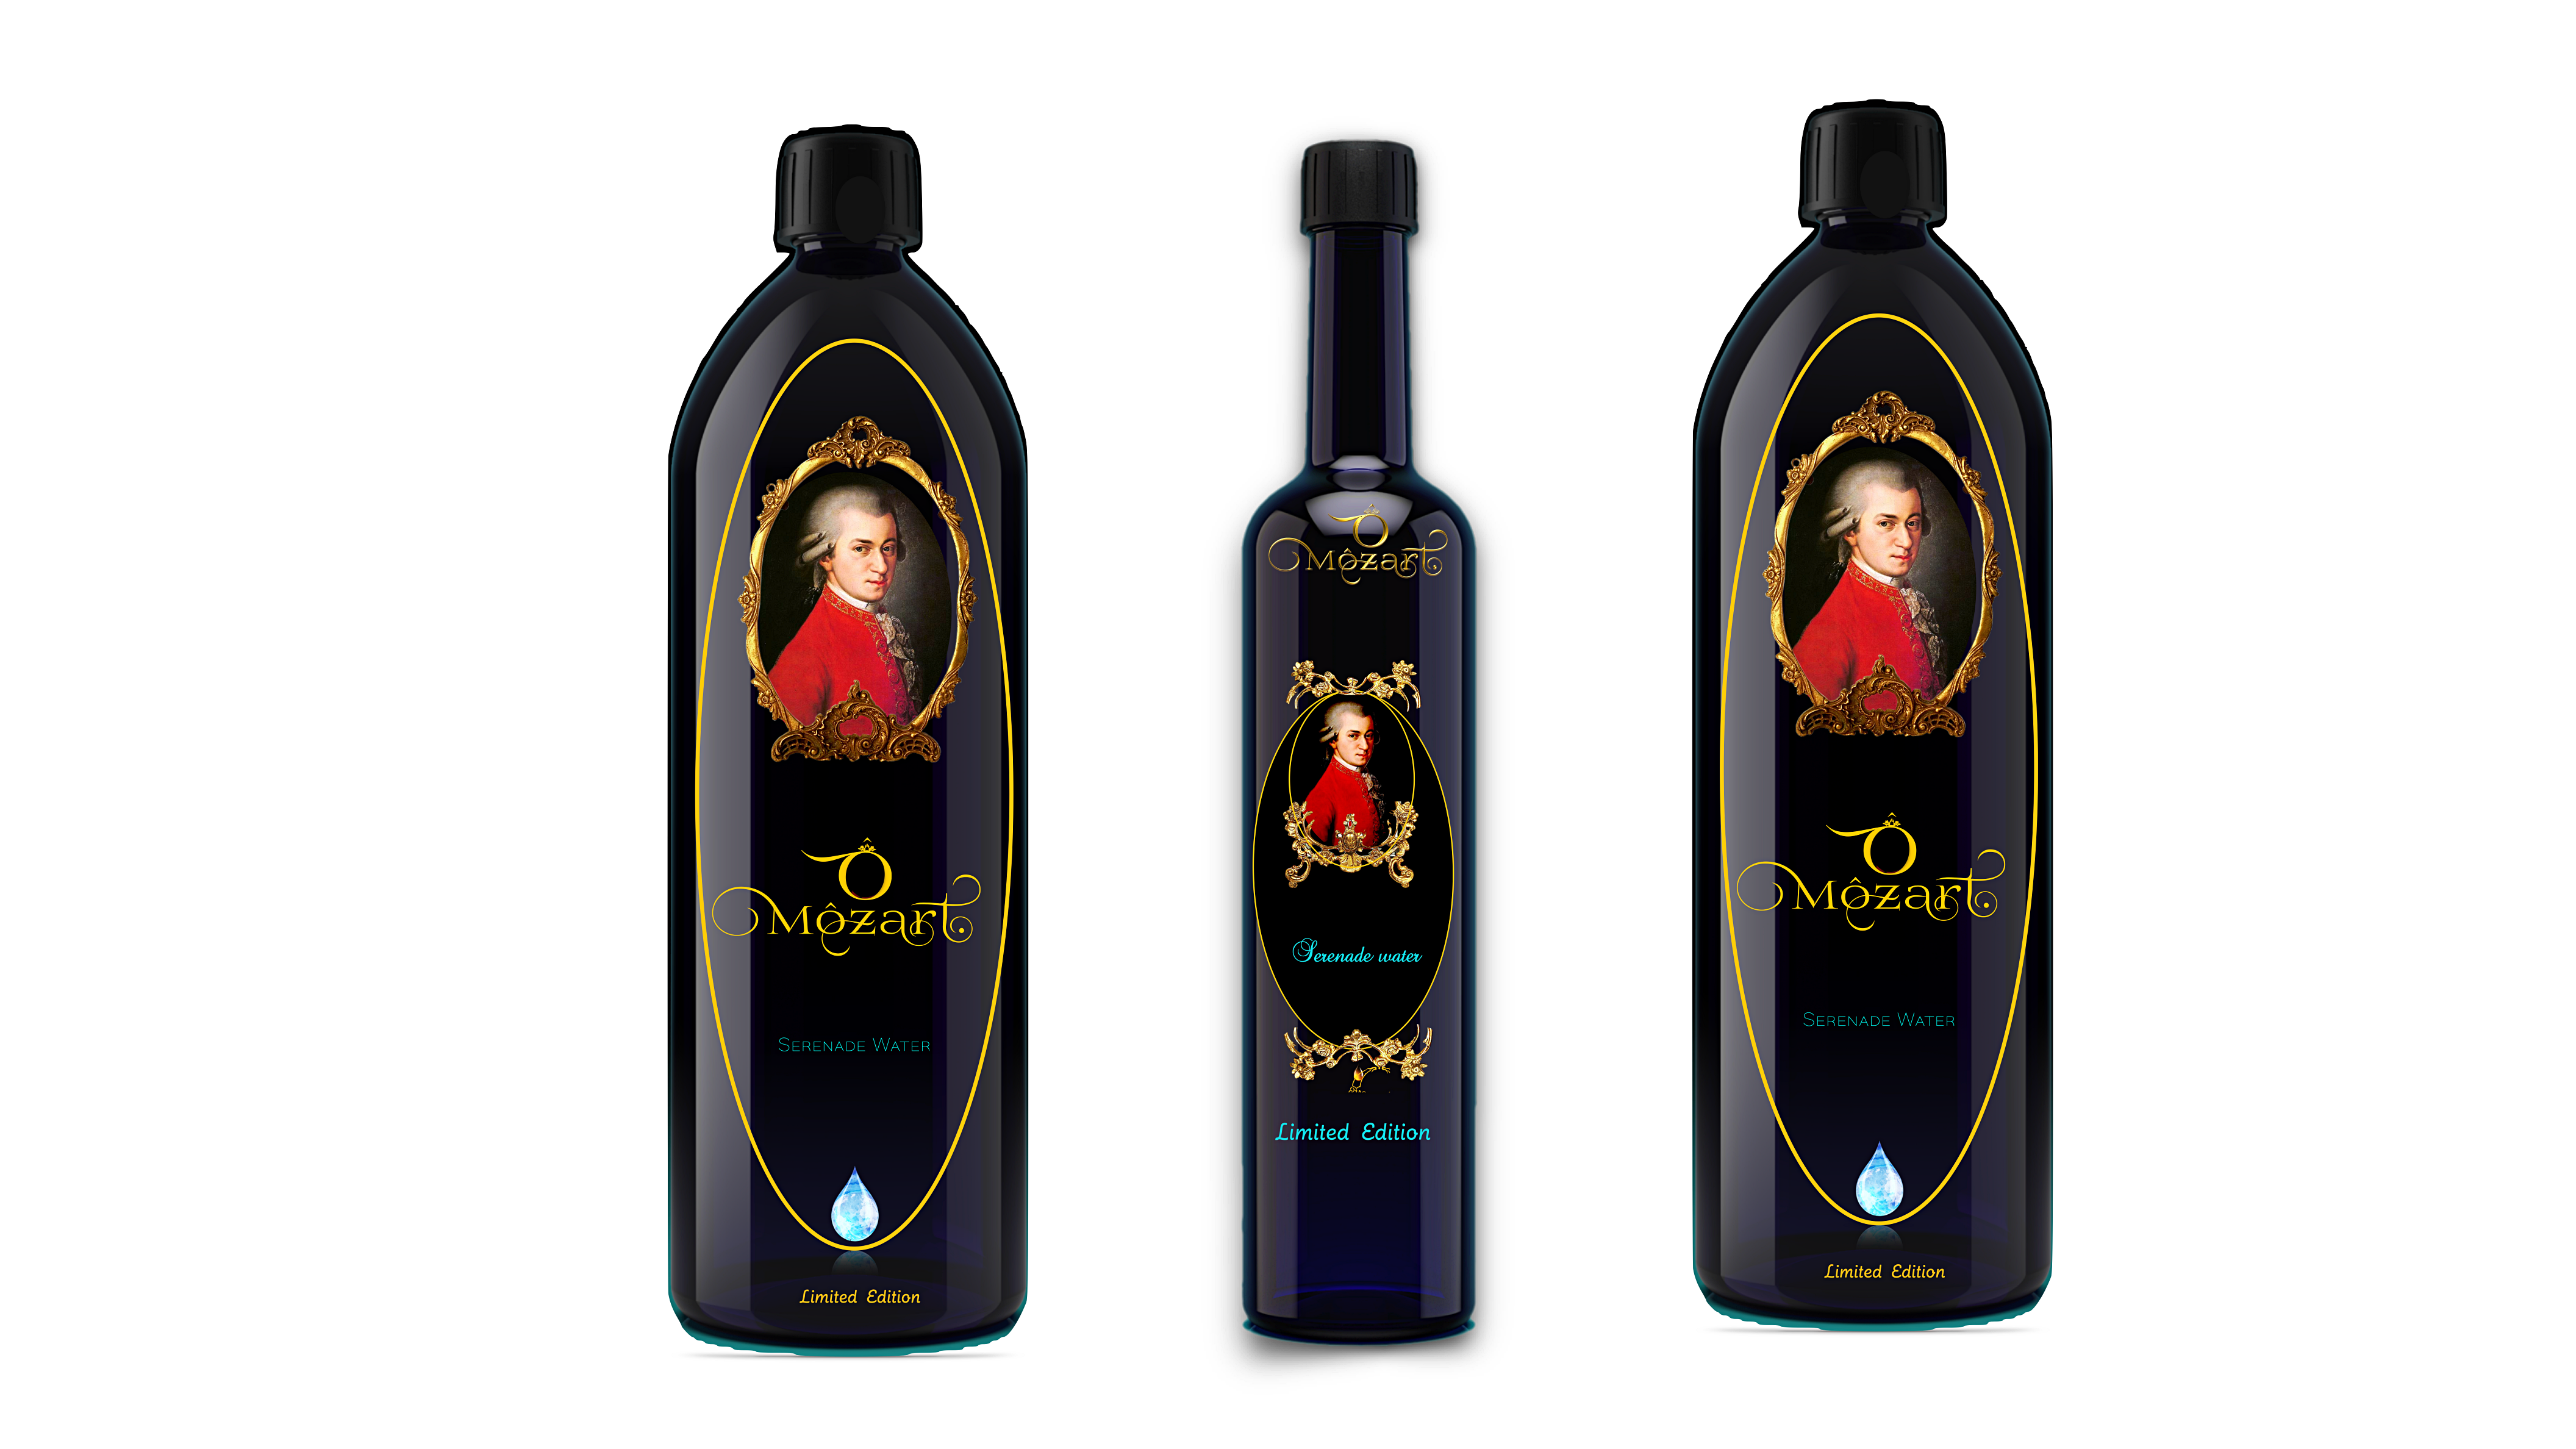 Ô
Môzart
Serenade Water
Limited Edition
Ô
Môzart
Serenade water
Limited Edition
Ô
Môzart
Serenade Water
Limited Edition